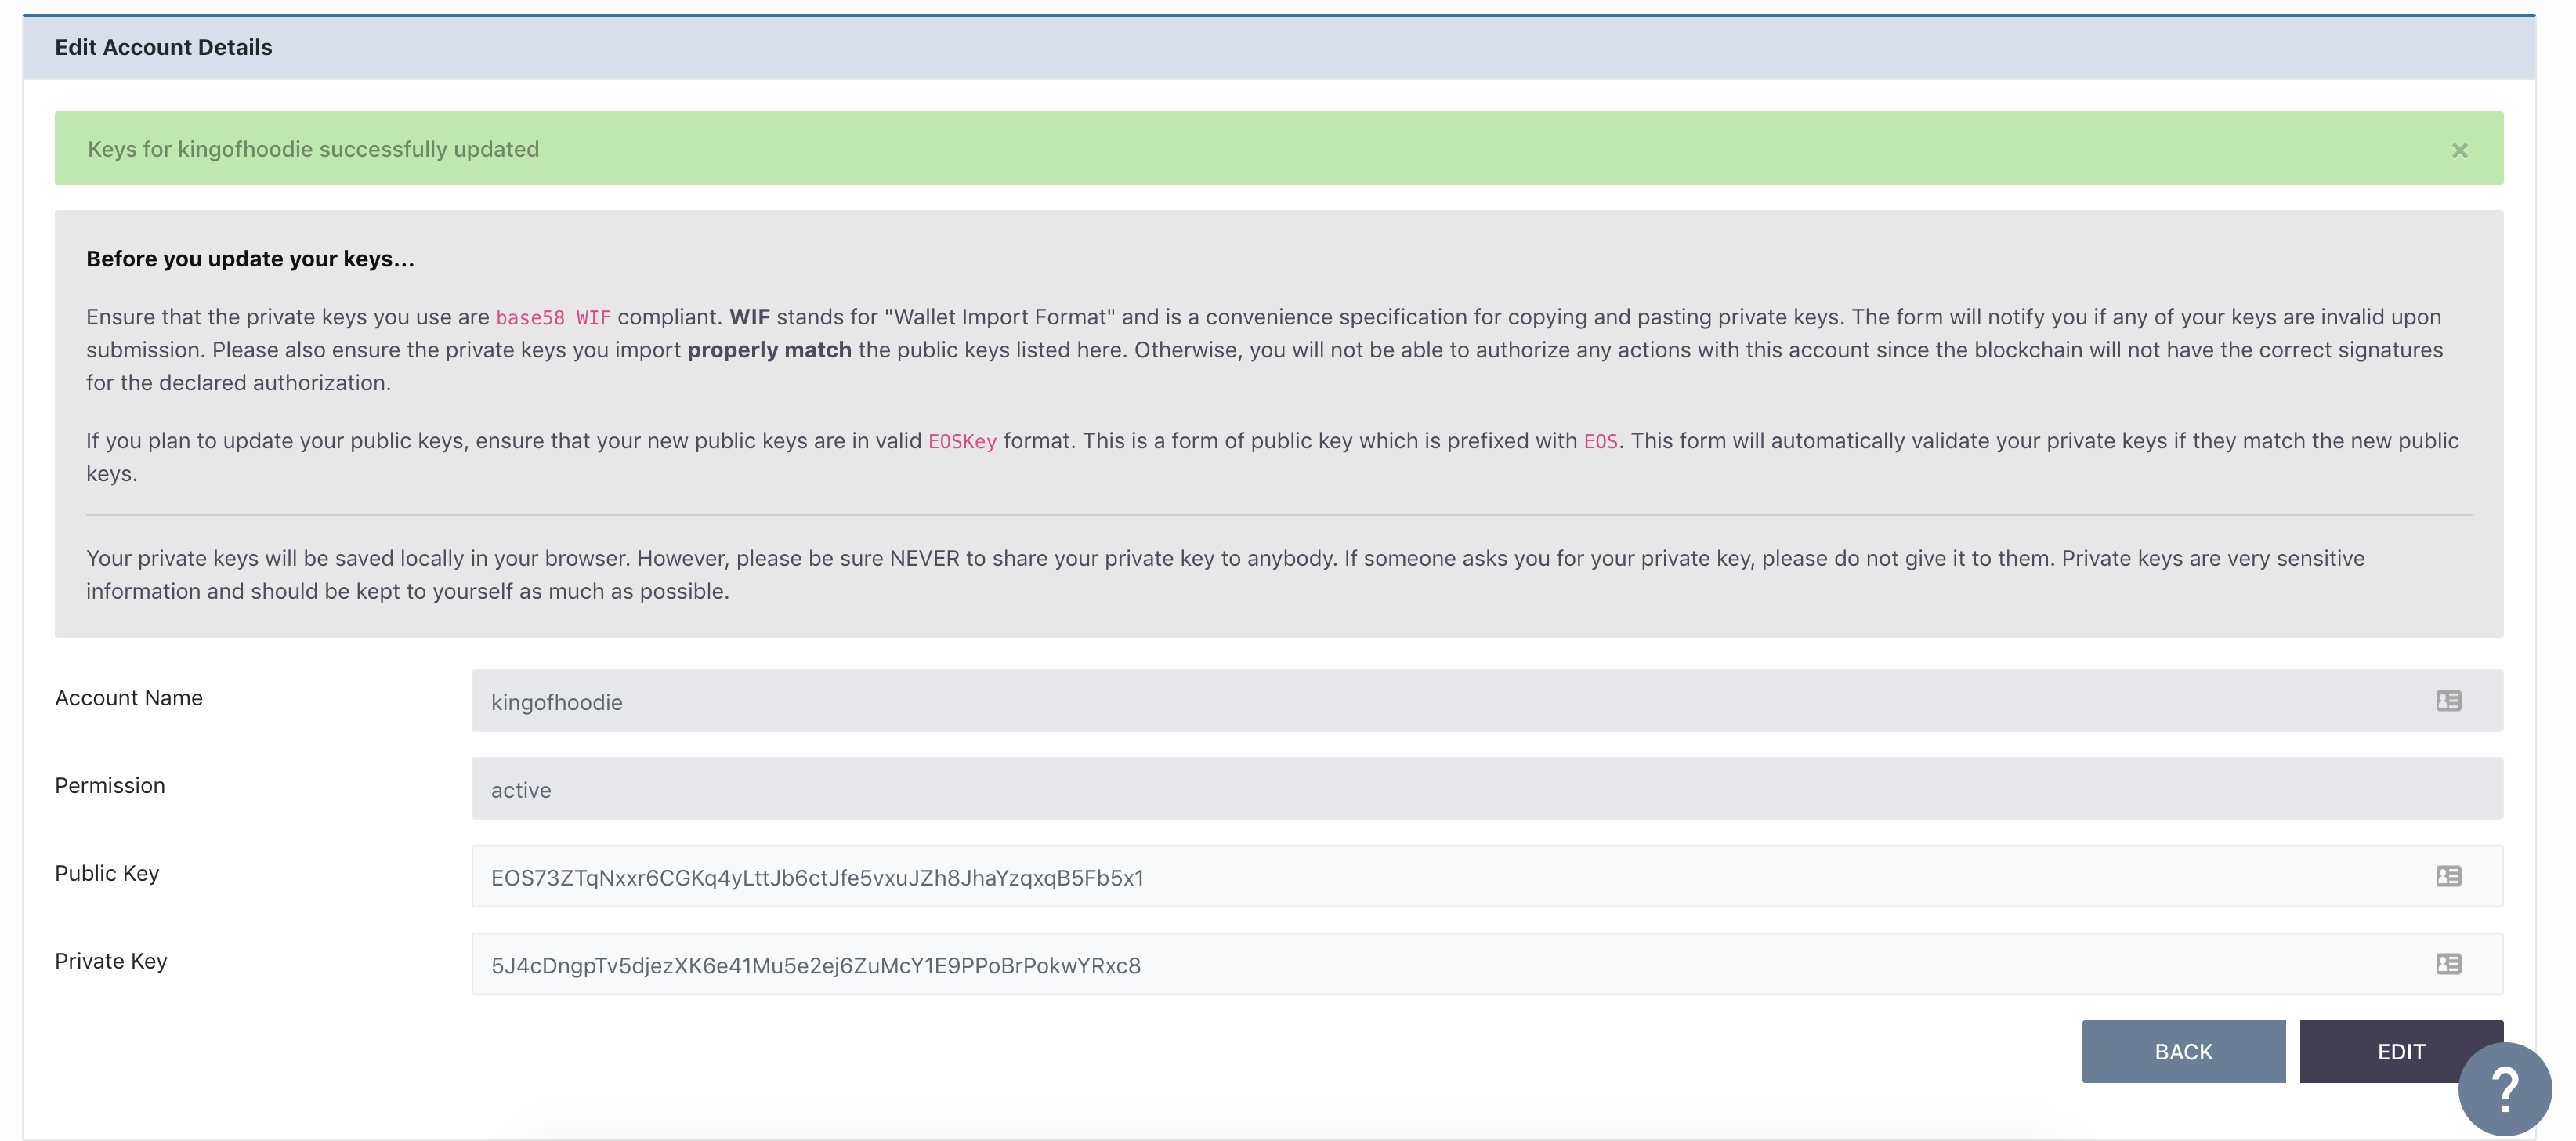 Edit Account Details
Keys for kingofhoodie successfully updated
×
Before you update your keys...
Ensure that the private keys you use are base58 WIF compliant. WIF stands for "Wallet Import Format" and is a convenience specification for copying and pasting private keys. The form will notify you if any of your keys are invalid upon
submission. Please also ensure the private keys you import properly match the public keys listed here. Otherwise, you will not be able to authorize any actions with this account since the blockchain will not have the correct signatures
for the declared authorization.
If you plan to update your public keys, ensure that your new public keys are in valid EOSKey format. This is a form of public key which is prefixed with EOS. This form will automatically validate your private keys if they match the new public
keys.
Your private keys will be saved locally in your browser. However, please be sure NEVER to share your private key to anybody. If someone asks you for your private key, please do not give it to them. Private keys are very sensitive
information and should be kept to yourself as much as possible.
Account Name kingofhoodie
Permission active
Public Key EOS73ZTqNxxr6CGKq4yLttJb6ctJfe5vxuJZh8JhaYzqxqB5Fb5x1
Private Key 5J4cDngpTv5djezXK6e41Mu5e2ej6ZuMcY1E9PPoBrPokwYRxc8
BACK EDIT
?